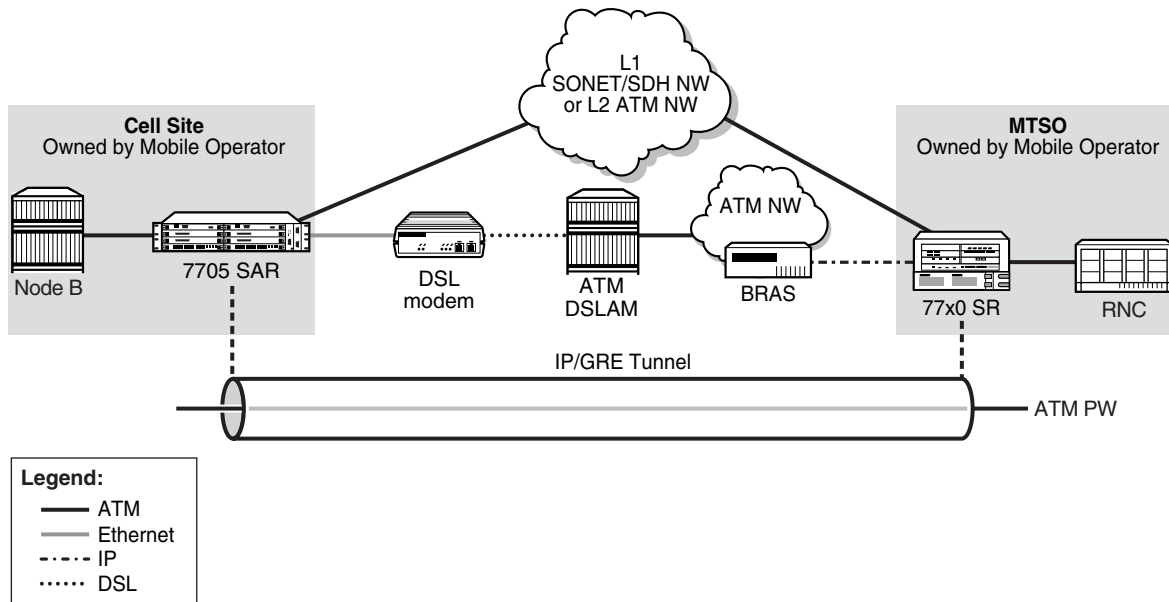 L1
SONET/SDH NW
or L2 ATM NW
Cell Site
Owned by Mobile Operator
MTSO
Owned by Mobile Operator
ATM NW
Node B
7705 SAR
DSL
modem
ATM
DSLAM
BRAS
77x0 SR
RNC
IP/GRE Tunnel
ATM PW
Legend:
ATM
Ethernet
IP
DSL